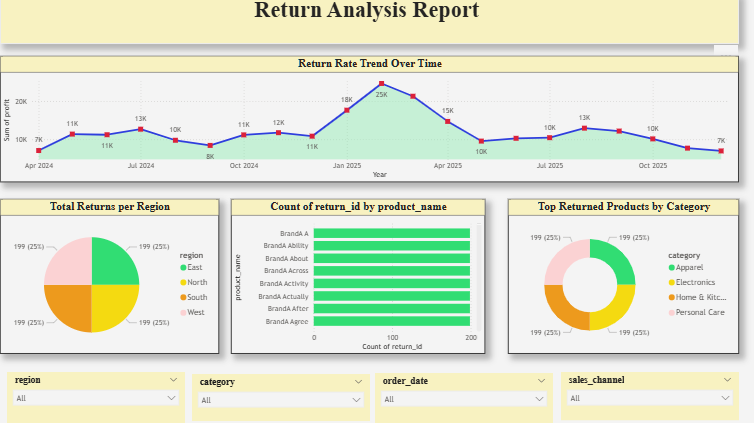 Return Analysis Report
Return Rate Trend Over Time
Sum of profit
20K
10K
7K
11K
11K
13K
10K
8K
11K
12K
11K
18K
25K
15K
10K
10K
13K
10K
7K
Apr 2024
Jul 2024
Oct 2024
Jan 2025
Apr 2025
Jul 2025
Oct 2025
Year
Total Returns per Region
199 (25%)
199 (25%)
199 (25%)
199 (25%)
region
East
North
South
West
Count of return_id by product_name
product_name
BrandA A
BrandA Ability
BrandA About
BrandA Across
BrandA Activity
BrandA Actually
BrandA After
BrandA Agree
0
100
200
Count of return_id
Top Returned Products by Category
199 (25%)
199 (25%)
199 (25%)
199 (25%)
category
Apparel
Electronics
Home & Kitc...
Personal Care
region
All
category
All
order_date
All
sales_channel
All